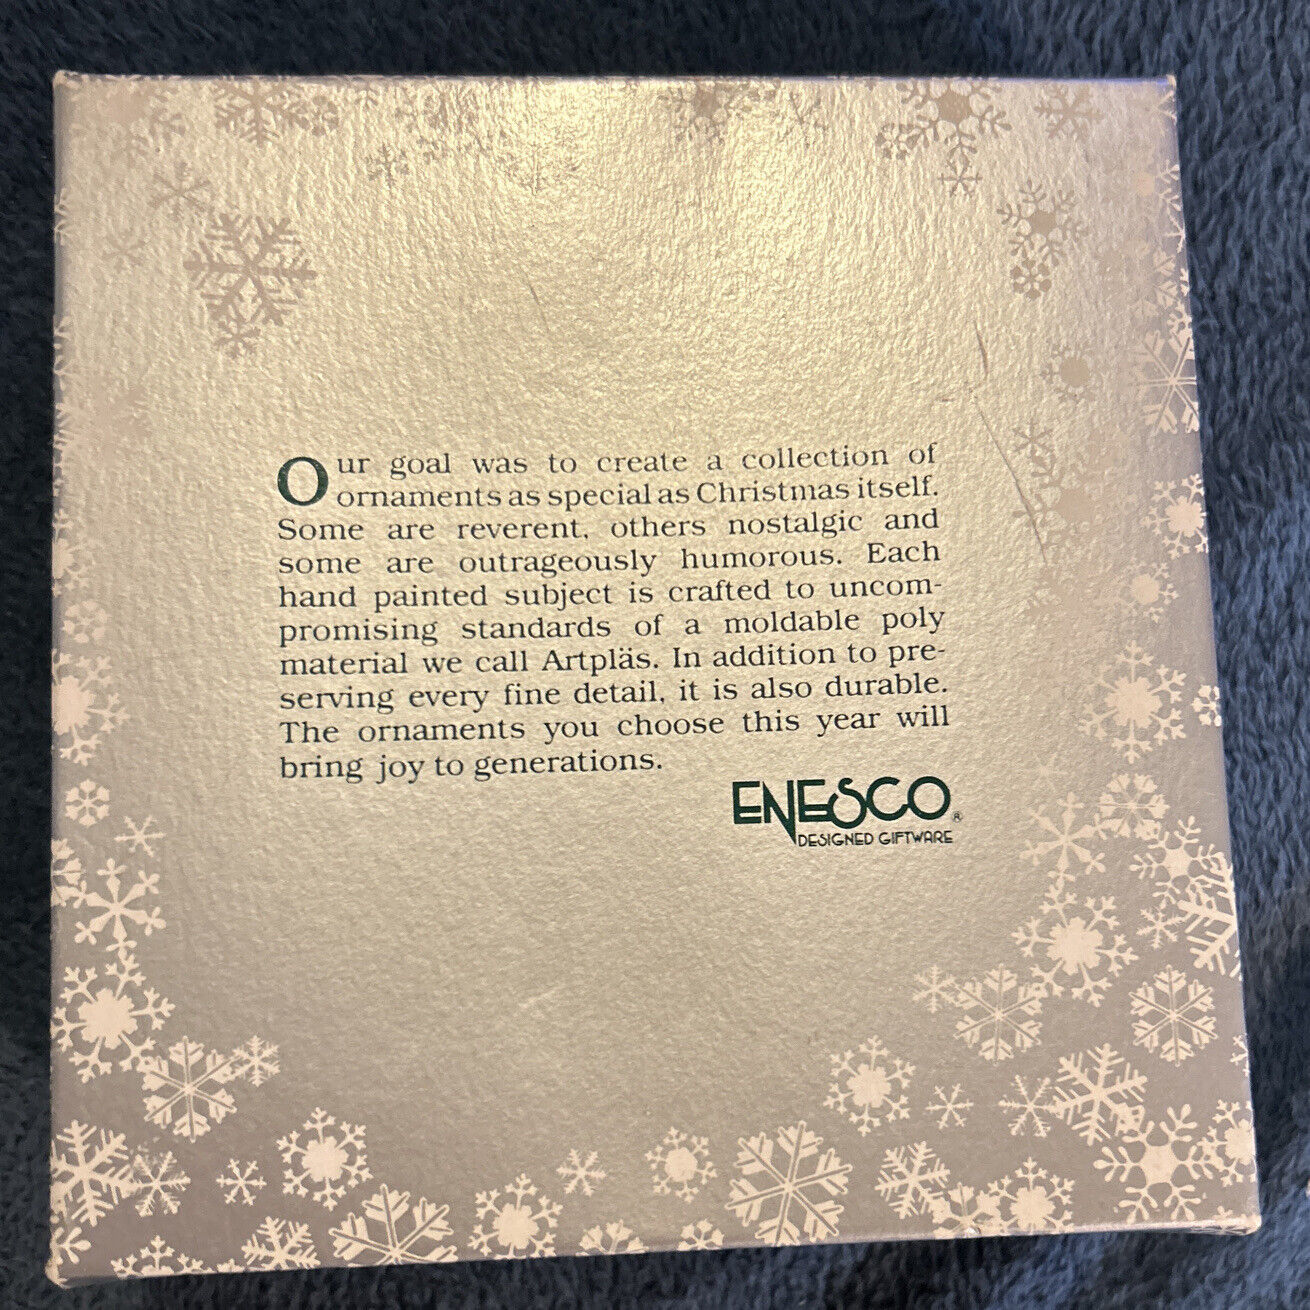 Our goal was to create a collection of
ornaments as special as Christmas itself.
Some are reverent, others nostalgic and
some are outrageously humorous. Each
hand painted subject is crafted to uncom-
promising standards of a moldable poly
material we call Artpläs. In addition to pre-
serving every fine detail, it is also durable.
The ornaments you choose this year will
bring joy to generations.
ENESCO®
DESIGNED GIFTWARE